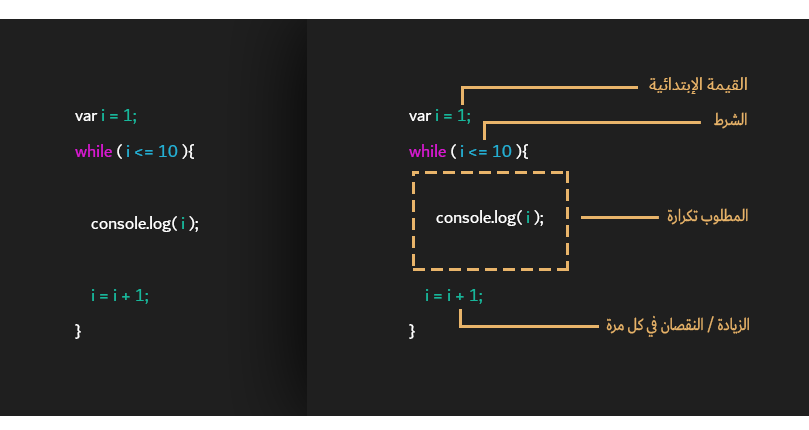 var i = 1;
while ( i <= 10 ){
console.log( i );
i = i + 1;
}
القيمة الإبتدائية
var i = 1;
الشرط
while ( i <= 10 ){
console.log( i );
المطلوب تكرارة
i = i + 1;
الزيادة / النقصان في كل مرة
}